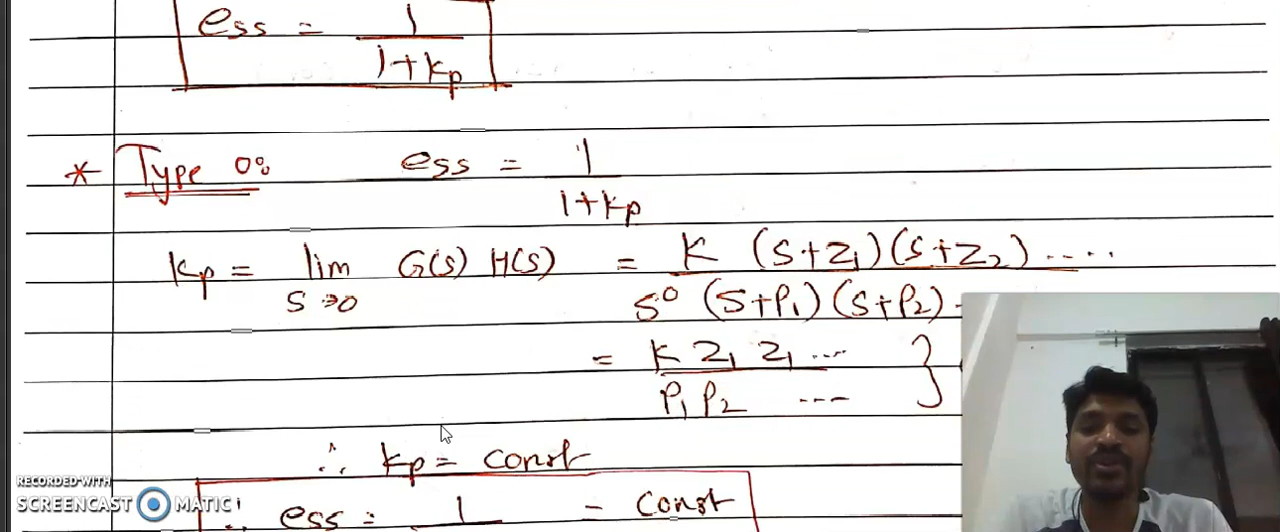 ess = 1 / 1+kp
* Type 0% ess = 1 / 1+kp
kp = lim s→0 G(s) H(s) = K (s+z1)(s+z2).... / s^0 (s+P1)(s+P2)-
= K z1 z1 ... / P1 P2 ---
∴ kp = const
∴ ess = 1 - const
RECORDED WITH
SCREENCAST MATIC